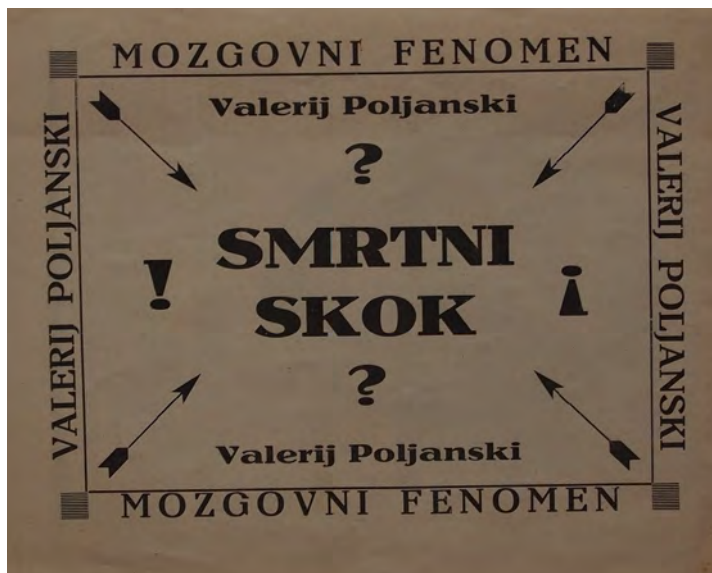 MOZGOVNI FENOMEN
Valerij Poljanski
?
VALERIJ POLJANSKI
!
SMRTNI
SKOK
¡
VALERIJ POLJANSKI
?
Valerij Poljanski
MOZGOVNI FENOMEN